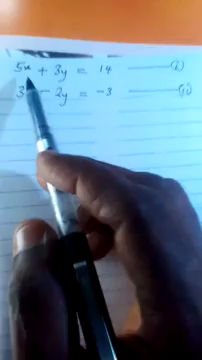 5x + 3y = 14 (i)
3 - 2y = -3 (ii)